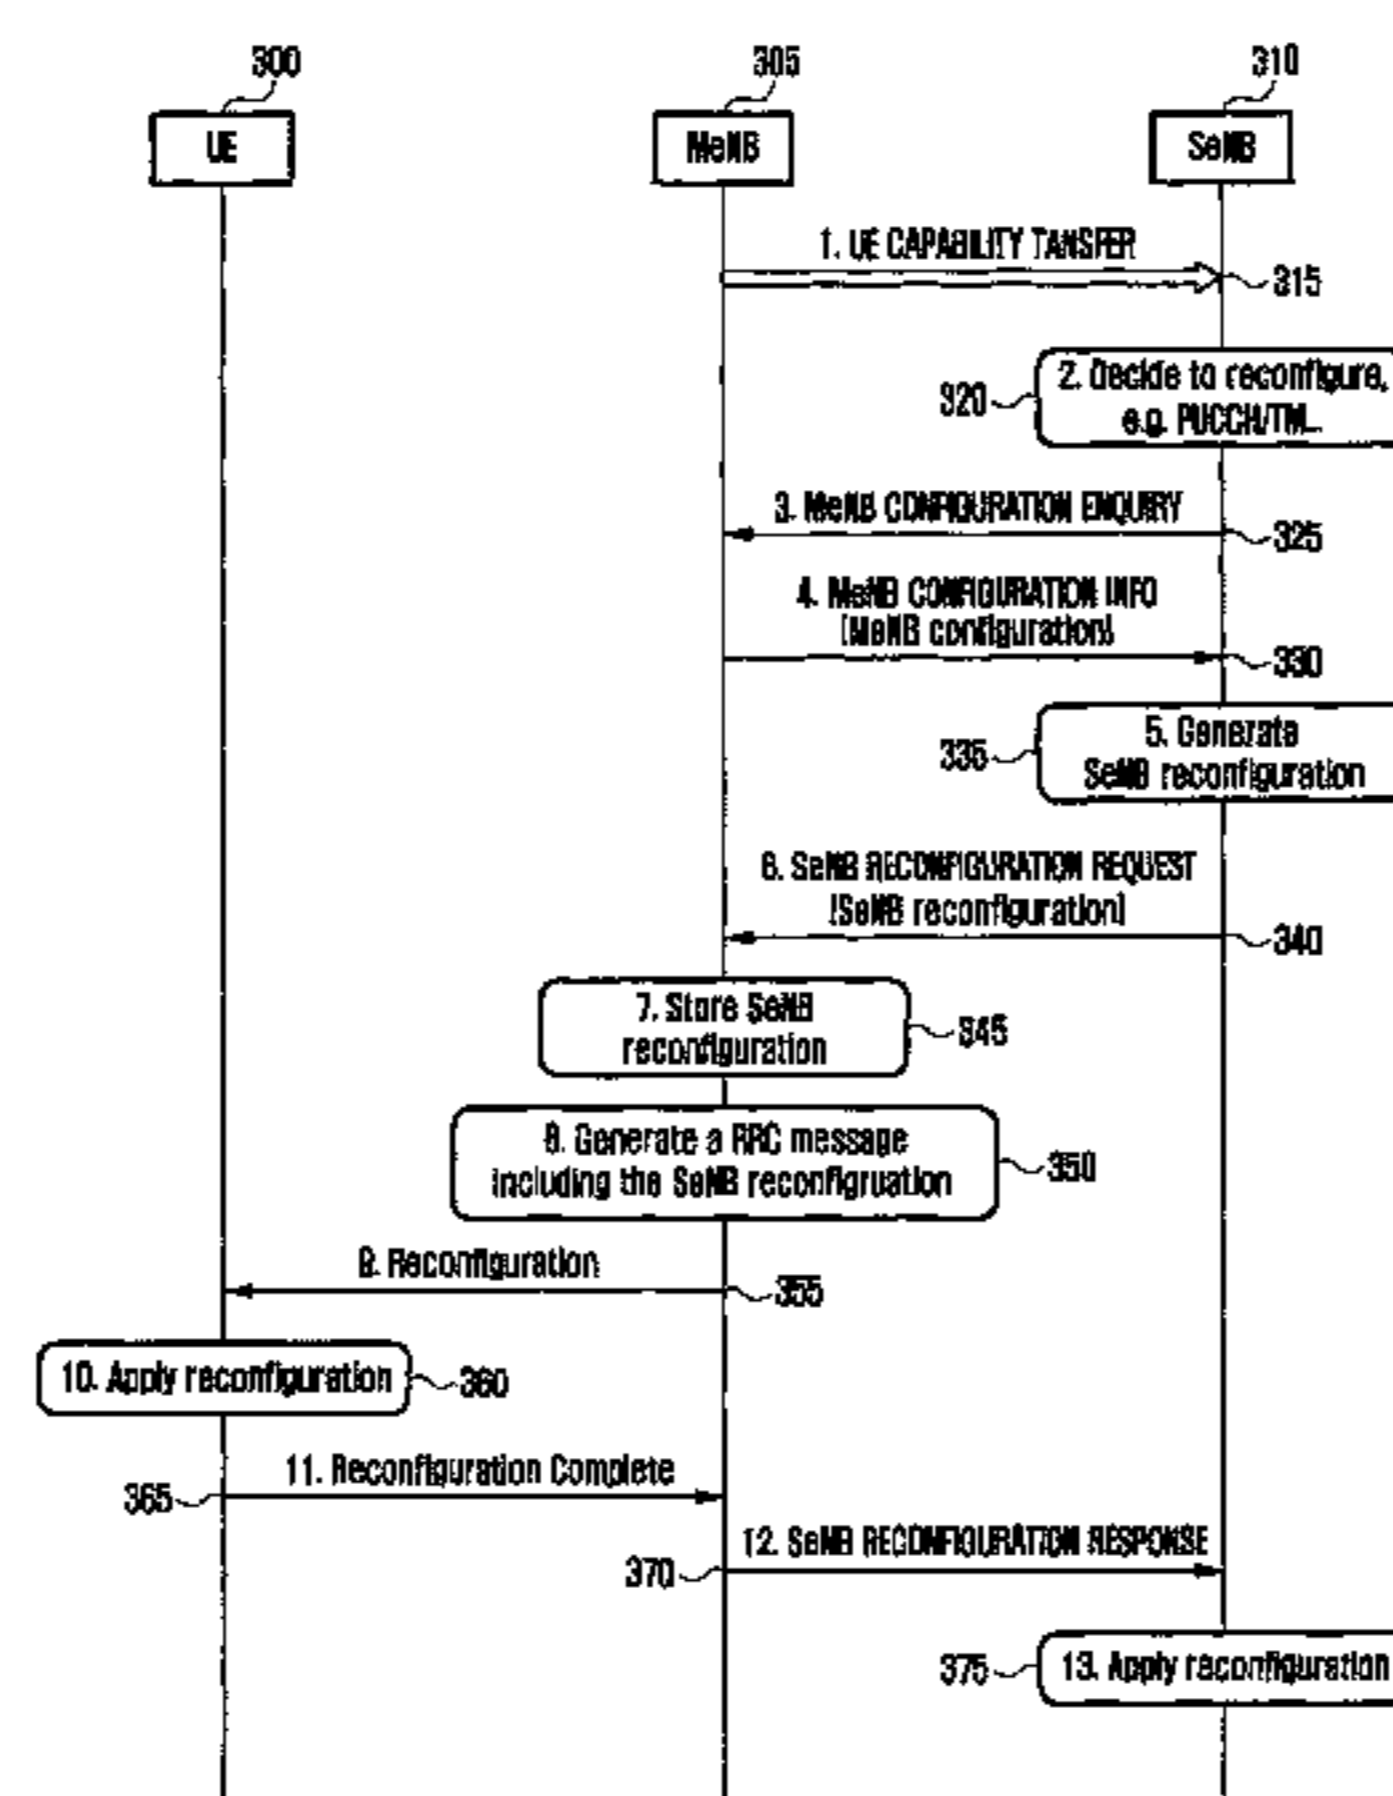 300
305
310
UE
MeNB
SeNB
1. UE CAPABILITY TANSFER
315
2. Decide to reconfigure,
e.g. PUCCH/TM...
320
3. MeNB CONFIGURATION ENQUIRY
325
4. MeNB CONFIGURATION INFO
(MeNB configuration)
330
5. Generate
SeNB reconfiguration
335
6. SeNB RECONFIGURATION REQUEST
(SeNB reconfiguration)
340
7. Store SeNB
reconfiguration
345
8. Generate a RRC message
including the SeNB reconfigruation
350
9. Reconfiguration
355
10. Apply reconfiguration
360
11. Reconfiguration Complete
365
12. SeNB RECONFIGURATION RESPONSE
370
13. Apply reconfiguration
375